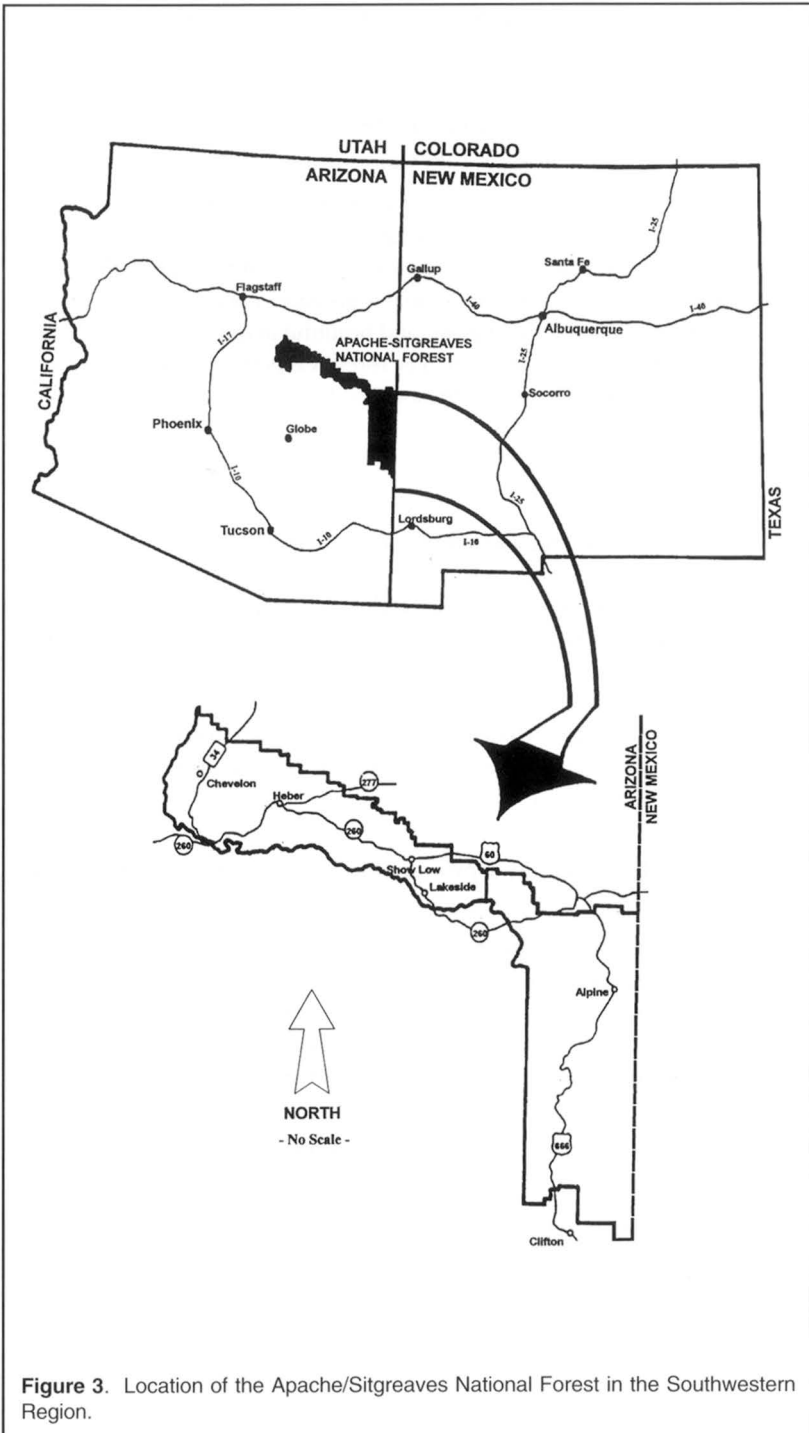 UTAH COLORADO
ARIZONA NEW MEXICO
I-25
Santa Fe
Gallup
Flagstaff
I-40
I-40
CALIFORNIA
Albuquerque
I-17
APACHE-SITGREAVES
NATIONAL FOREST
I-25
Socorro
Phoenix
Globe
I-10
I-25
TEXAS
Tucson
Lordsburg
I-10
I-10
34
Chevelon
277
Heber
ARIZONA
NEW MEXICO
260
260
60
Show Low
Lakeside
260
Alpine
NORTH
- No Scale -
666
Clifton
Figure 3. Location of the Apache/Sitgreaves National Forest in the Southwestern
Region.